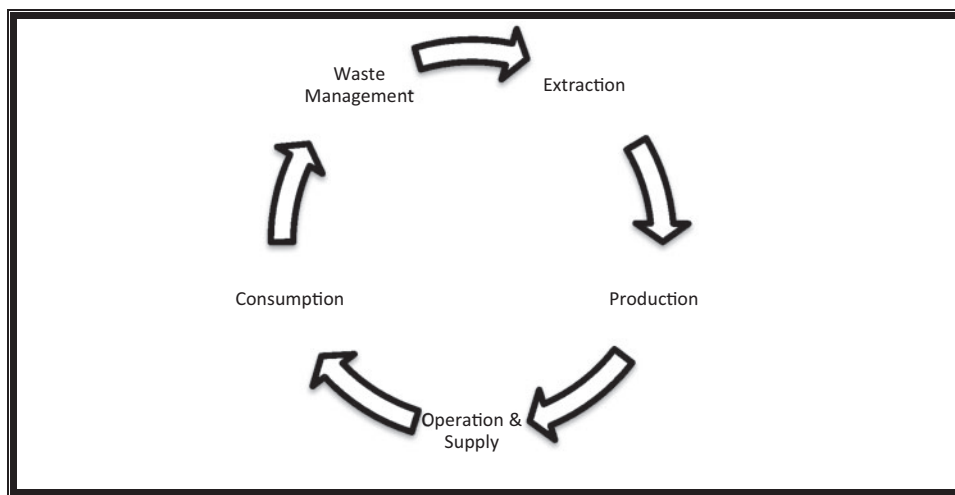 Waste
Management
Extraction
Production
Operation &
Supply
Consumption